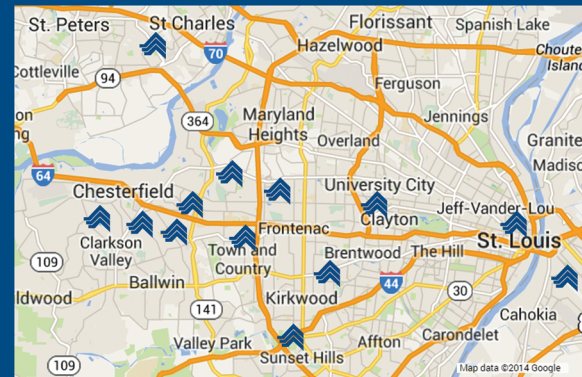 St. Peters
St Charles
Florissant
Spanish Lake
Hazelwood
70
Choute
Island
Cottleville
94
Ferguson
Maryland
Heights
Jennings
364
Overland
on
ng
Granite
Madiso
64
Chesterfield
University City
Jeff-Vander-Lou
Clayton
St. Louis
Frontenac
Clarkson
Valley
Town and
Country
Brentwood
The Hill
109
Ballwin
44
30
ldwood
141
Kirkwood
Cahokia
Valley Park
Sunset Hills
Affton
Carondelet
109
Map data ©2014 Google